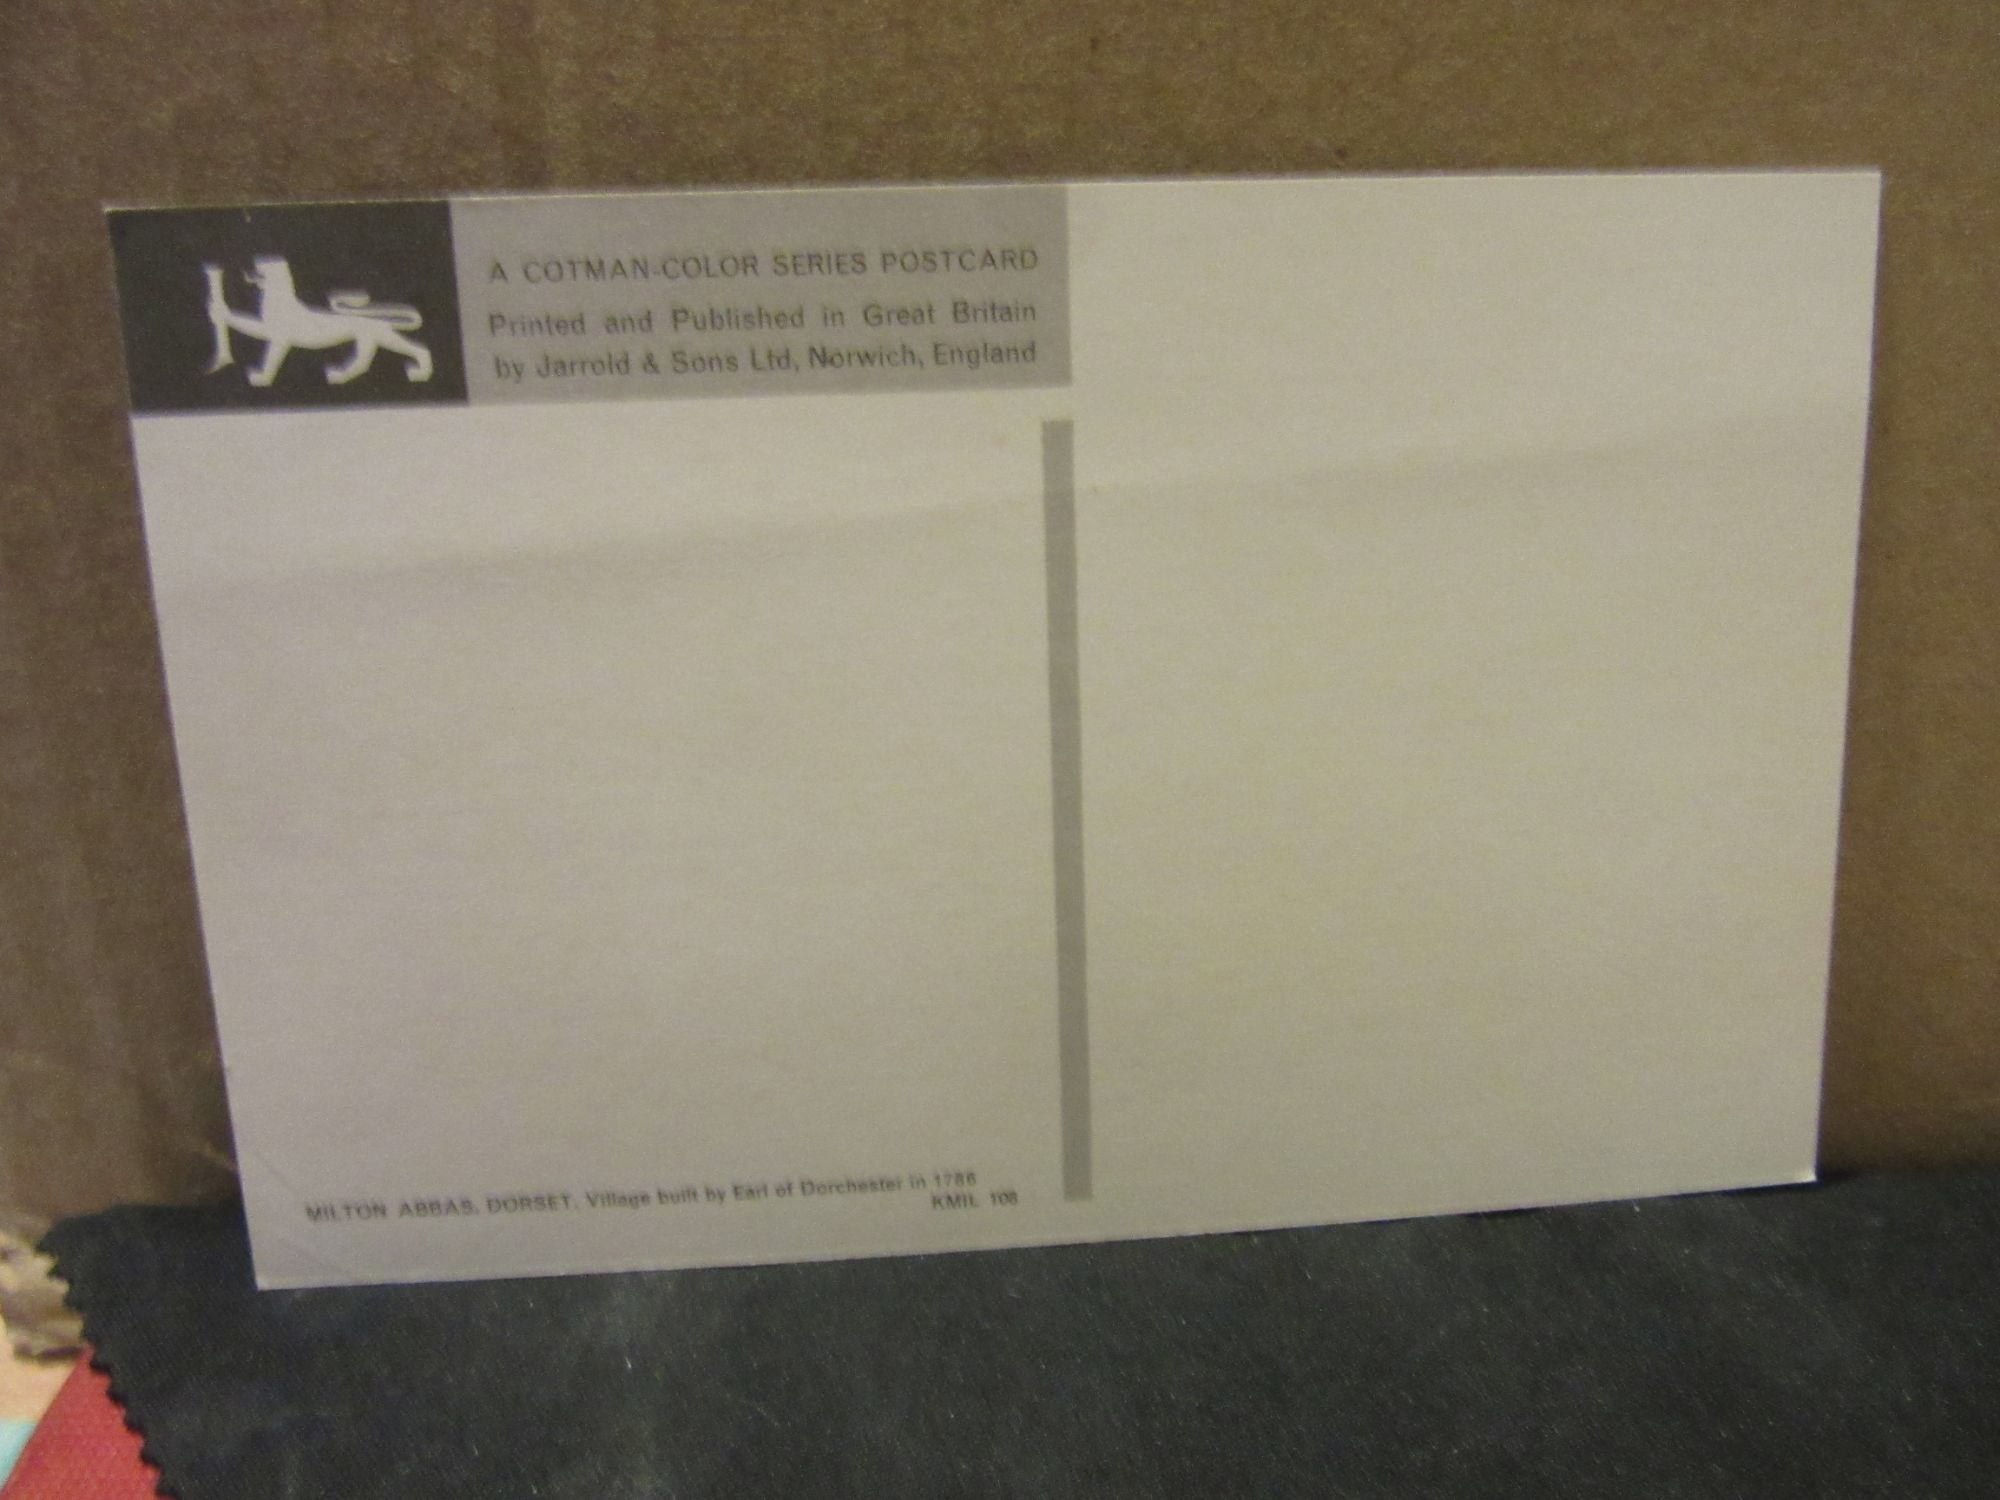 A COTMAN-COLOR SERIES POSTCARD
Printed and Published in Great Britain
by Jarrold & Sons Ltd, Norwich, England
MILTON ABBAS, DORSET. Village built by Earl of Dorchester in 1786
KMIL 108